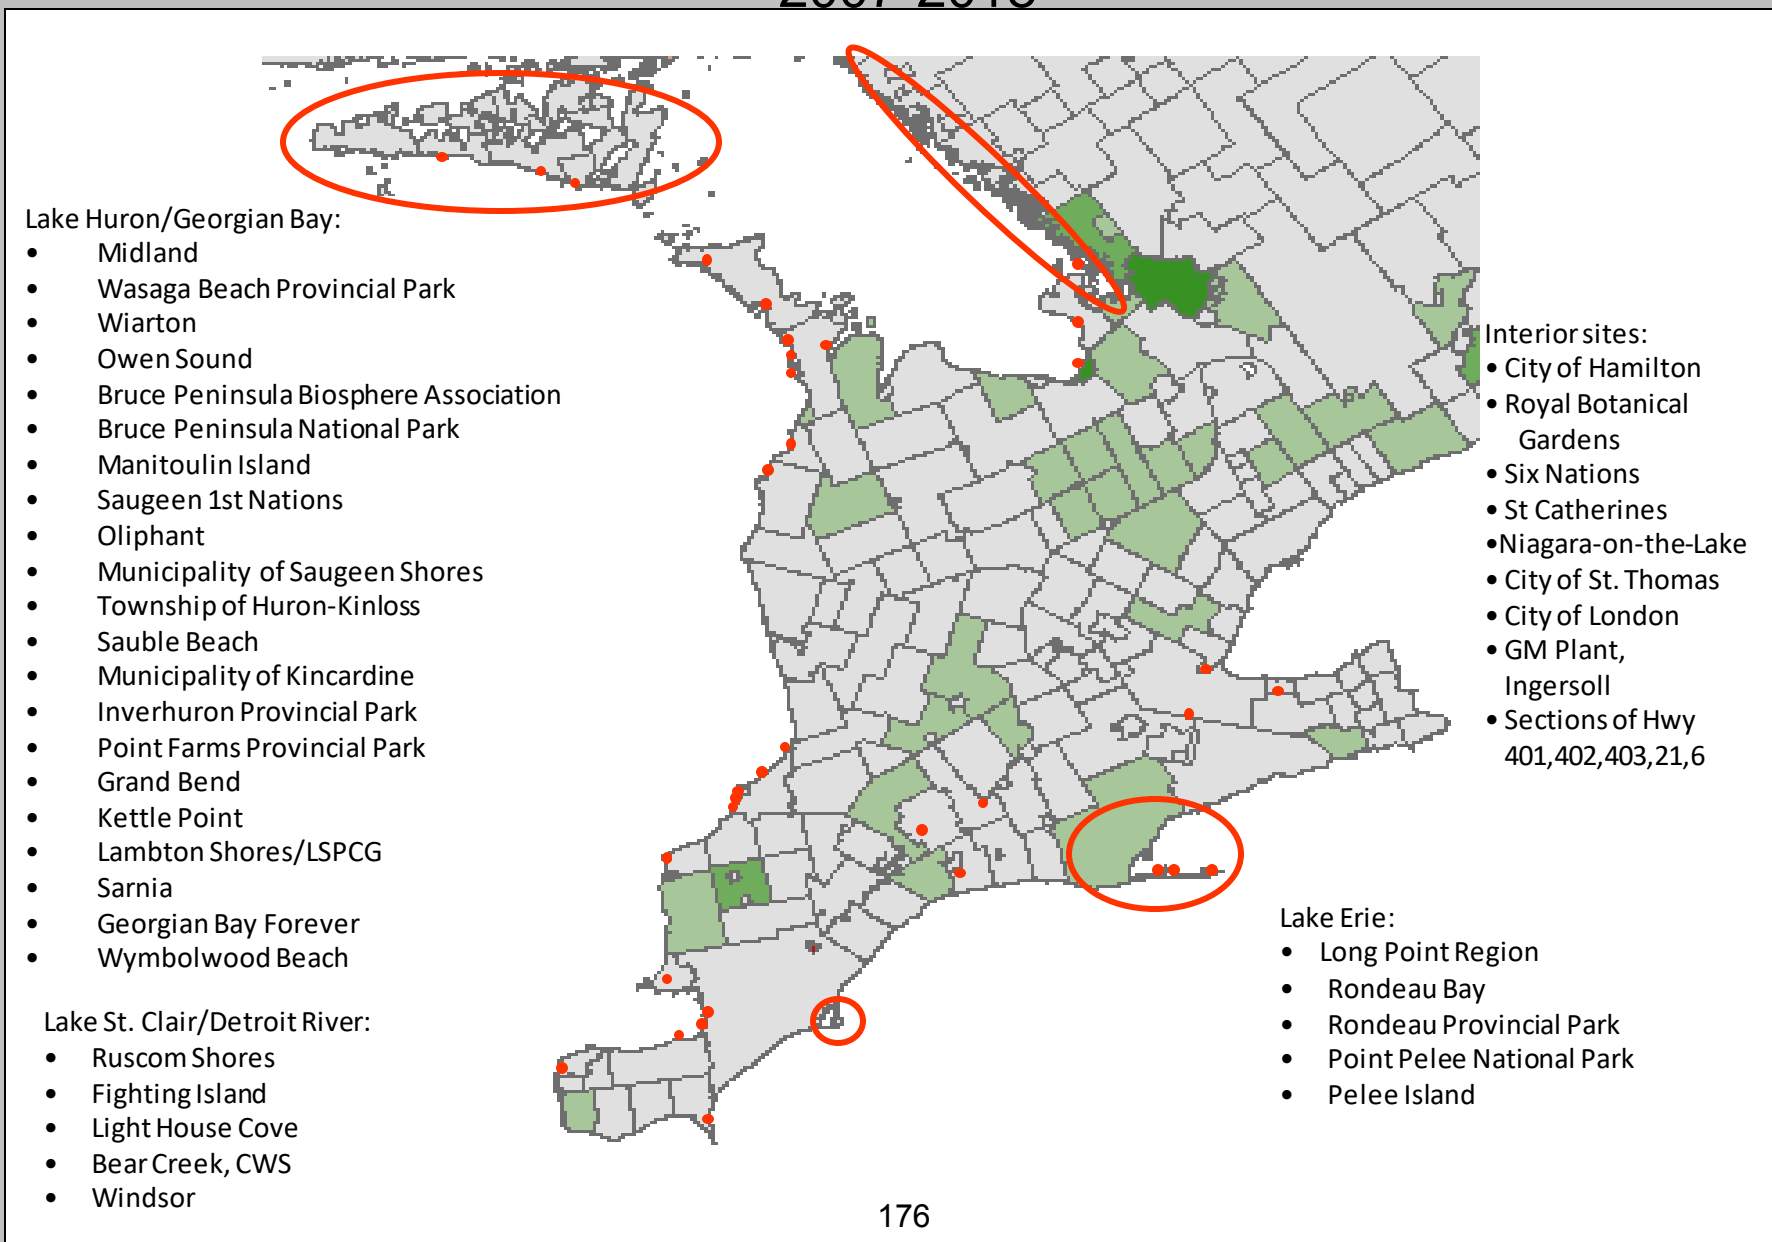 Lake Huron/Georgian Bay:
• Midland
• Wasaga Beach Provincial Park
• Wiarton
• Owen Sound
• Bruce Peninsula Biosphere Association
• Bruce Peninsula National Park
• Manitoulin Island
• Saugeen 1st Nations
• Oliphant
• Municipality of Saugeen Shores
• Township of Huron-Kinloss
• Sauble Beach
• Municipality of Kincardine
• Inverhuron Provincial Park
• Point Farms Provincial Park
• Grand Bend
• Kettle Point
• Lambton Shores/LSPCG
• Sarnia
• Georgian Bay Forever
• Wymbolwood Beach
Lake St. Clair/Detroit River:
• Ruscom Shores
• Fighting Island
• Light House Cove
• Bear Creek, CWS
• Windsor
Interior sites:
• City of Hamilton
• Royal Botanical
Gardens
• Six Nations
• St Catherines
•Niagara-on-the-Lake
• City of St. Thomas
• City of London
• GM Plant,
Ingersoll
• Sections of Hwy
401,402,403,21,6
Lake Erie:
• Long Point Region
• Rondeau Bay
• Rondeau Provincial Park
• Point Pelee National Park
• Pelee Island
176